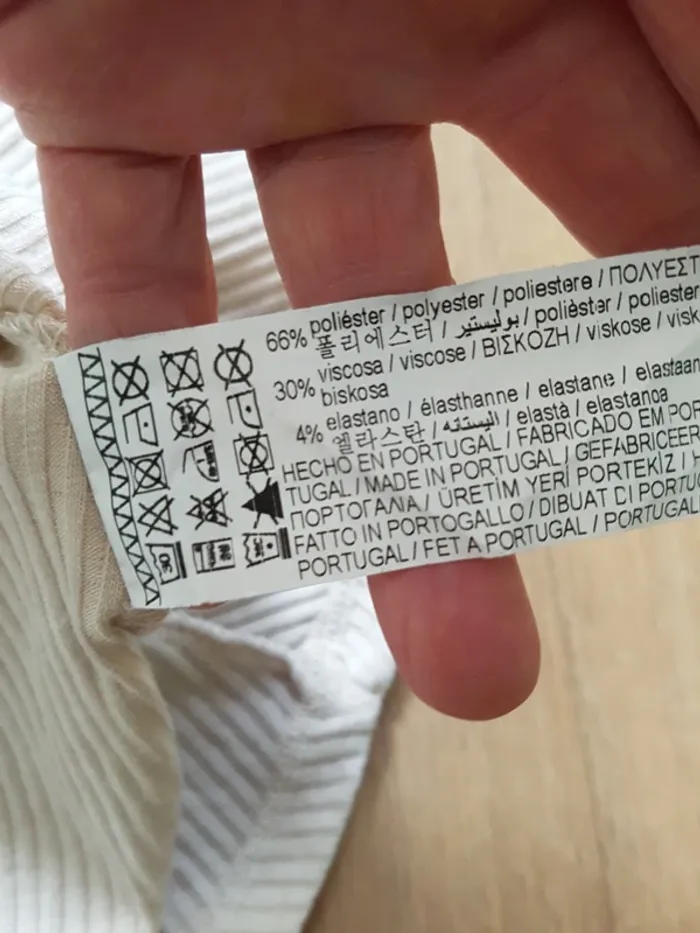 66% poliéster / polyester / poliestere / ΠΟΛΥΕΣΤ
폴리에스터 / بوليستير / polièster / poliester
30% viscosa / viscose / ΒΙΣΚΟΖΗ / viskose / visk
biskosa
4% elastano / élasthanne / elastane / elastaan
엘라스탄 / اليستانه / elastà / elastanoa
HECHO EN PORTUGAL / FABRICADO EM POR
TUGAL / MADE IN PORTUGAL / GEFABRICEER
ΠΟΡΤΟΓΑΛΙΑ / ÜRETİM YERİ PORTEKİZ / H
FATTO IN PORTOGALLO / DIBUAT DI PORTU
PORTUGAL / FET A PORTUGAL / PORTUGAL